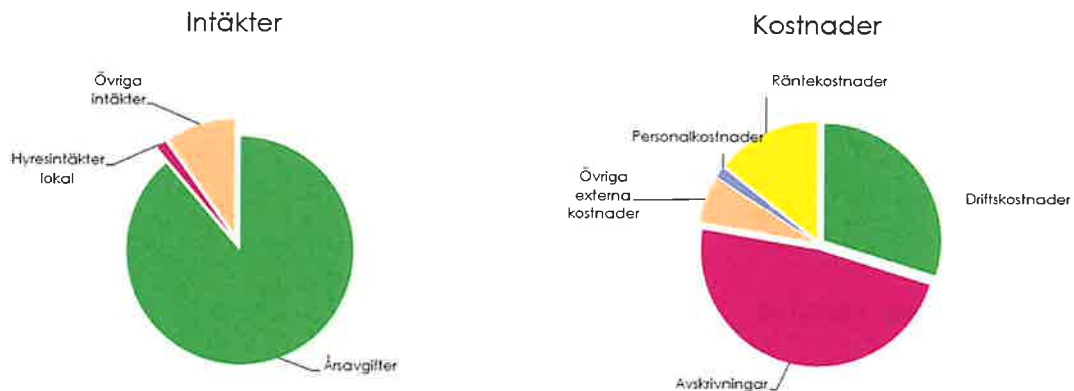 Intäkter
Övriga
intäkter
Hyresintäkter
lokal
Årsavgifter
Kostnader
Räntekostnader
Personalkostnader
Övriga
externa
kostnader
Driftskostnader
Avskrivningar